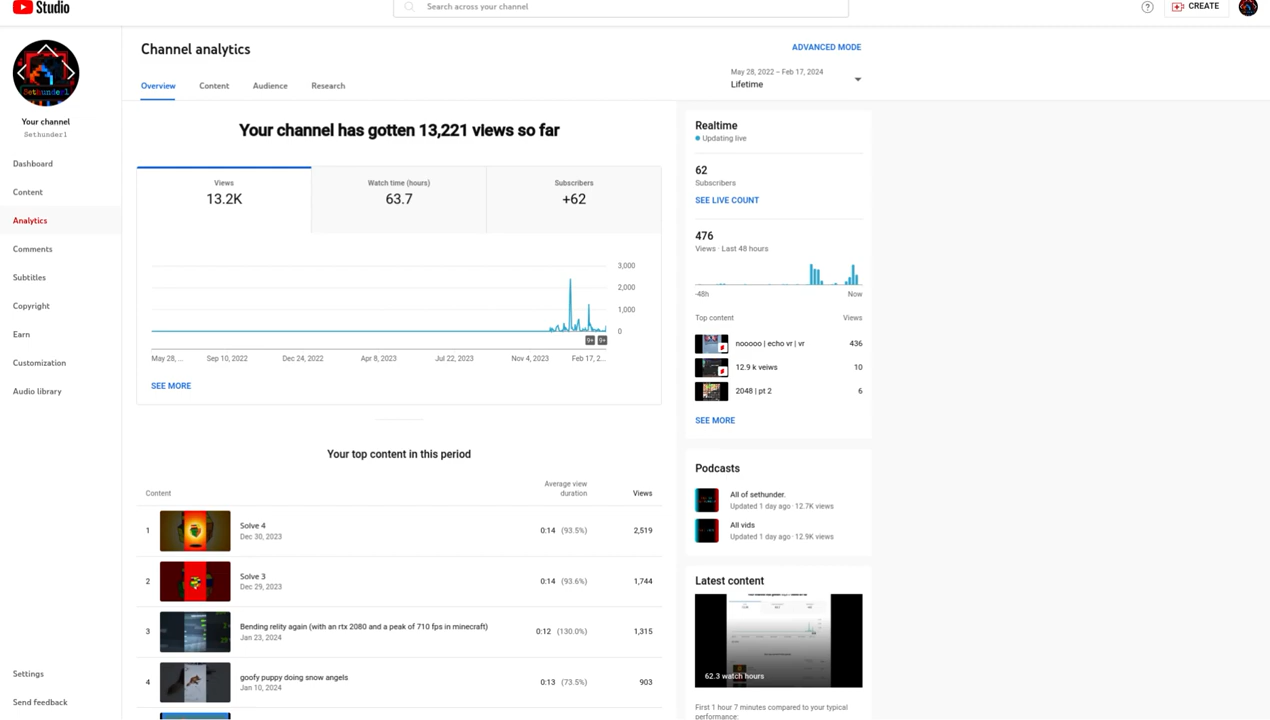 Studio
Search across your channel
CREATE
Sethunder1
Your channel
Sethunder1
Dashboard
Content
Analytics
Comments
Subtitles
Copyright
Earn
Customization
Audio library
Settings
Send feedback
Channel analytics
ADVANCED MODE
Overview
Content
Audience
Research
May 28, 2022 – Feb 17, 2024
Lifetime
Your channel has gotten 13,221 views so far
Views
13.2K
Watch time (hours)
63.7
Subscribers
+62
3,000
2,000
1,000
0
9+ 9+
May 28, ... Sep 10, 2022 Dec 24, 2022 Apr 8, 2023 Jul 22, 2023 Nov 4, 2023 Feb 17, 2...
SEE MORE
Your top content in this period
Content Average view duration Views
1 Solve 4 0:14 (93.5%) 2,519
Dec 30, 2023
2 Solve 3 0:14 (93.6%) 1,744
Dec 29, 2023
3 Bending relity again (with an rtx 2080 and a peak of 710 fps in minecraft) 0:12 (130.0%) 1,315
Jan 23, 2024
4 goofy puppy doing snow angels 0:13 (73.5%) 903
Jan 10, 2024
Realtime
Updating live
62
Subscribers
SEE LIVE COUNT
476
Views · Last 48 hours
-48h Now
Top content Views
nooooo | echo vr | vr 436
12.9 k veiws 10
2048 | pt 2 6
SEE MORE
Podcasts
All of sethunder.
Updated 1 day ago · 12.7K views
All vids
Updated 1 day ago · 12.9K views
Latest content
62.3 watch hours
First 1 hour 7 minutes compared to your typical
performance: